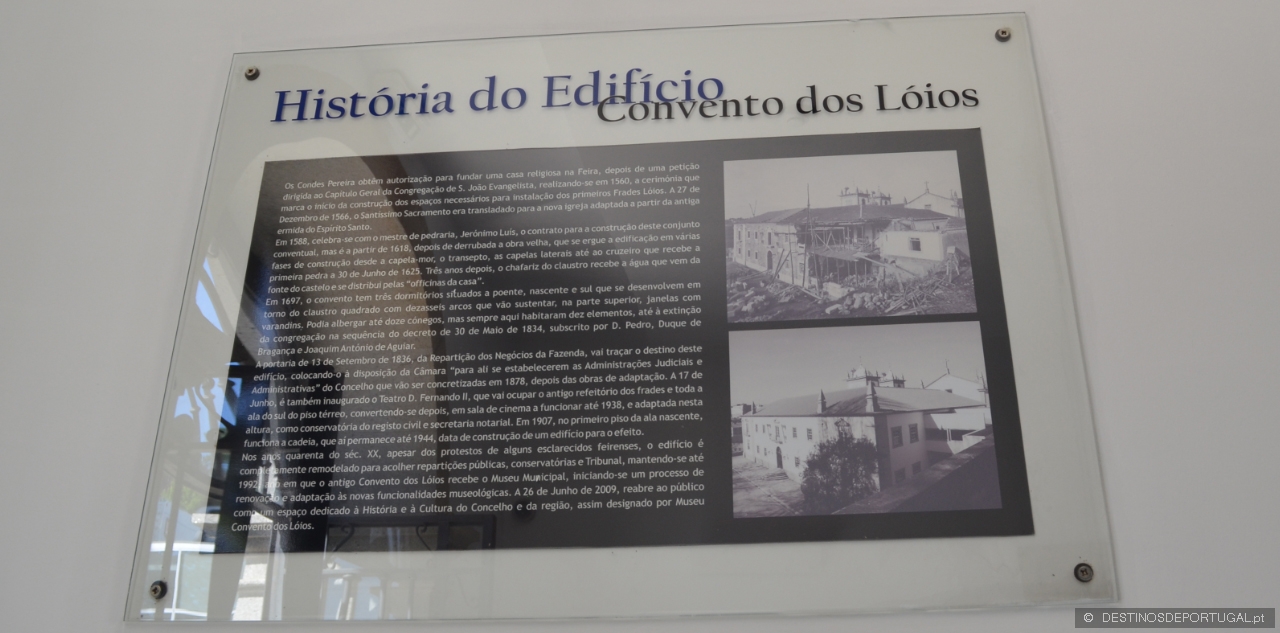 História do Edifício
Convento dos Lóios
Os Condes Pereira obtêm autorização para fundar uma casa religiosa na Feira, depois de uma petição
dirigida ao Capítulo Geral da Congregação de S. João Evangelista, realizando-se em 1560, a cerimónia que
marca o início da construção dos espaços necessários para instalação dos primeiros Frades Lóios. A 27 de
Dezembro de 1566, o Santíssimo Sacramento era transladado para a nova igreja adaptada a partir da antiga
ermida do Espírito Santo.
Em 1588, celebra-se com o mestre de pedraria, Jerónimo Luís, o contrato para a construção deste conjunto
conventual, mas é a partir de 1618, depois de derrubada a obra velha, que se ergue a edificação em várias
fases de construção desde a capela-mor, o transepto, as capelas laterais até ao cruzeiro que recebe a
primeira pedra a 30 de Junho de 1625. Três anos depois, o chafariz do claustro recebe a água que vem da
fonte do castelo e se distribui pelas "officinas da casa".
Em 1697, o convento tem três dormitórios situados a poente, nascente e sul que se desenvolvem em
torno do claustro quadrado com dezasseis arcos que vão sustentar, na parte superior, janelas com
varandins. Podia albergar até doze cónegos, mas sempre aqui habitaram dez elementos, até à extinção
da congregação na sequência do decreto de 30 de Maio de 1834, subscrito por D. Pedro, Duque de
Bragança e Joaquim António de Aguiar.
A portaria de 13 de Setembro de 1836, da Repartição dos Negócios da Fazenda, vai traçar o destino deste
edifício, colocando-o à disposição da Câmara "para ali se estabelecerem as Administrações Judiciais e
Administrativas" do Concelho que vão ser concretizadas em 1878, depois das obras de adaptação. A 17 de
Junho, é também inaugurado o Teatro D. Fernando II, que vai ocupar o antigo refeitório dos frades e toda a
ala do sul do piso térreo, convertendo-se depois, em sala de cinema a funcionar até 1938, e adaptada nesta
altura, como conservatória do registo civil e secretaria notarial. Em 1907, no primeiro piso da ala nascente,
funciona a cadeia, que aí permanece até 1944, data de construção de um edifício para o efeito.
Nos anos quarenta do séc. XX, apesar dos protestos de alguns esclarecidos feirenses, o edifício é
completamente remodelado para acolher repartições públicas, conservatórias e Tribunal, mantendo-se até
1992, ano em que o antigo Convento dos Lóios recebe o Museu Municipal, iniciando-se um processo de
renovação e adaptação às novas funcionalidades museológicas. A 26 de Junho de 2009, reabre ao público
como um espaço dedicado à História e à Cultura do Concelho e da região, assim designado por Museu
Convento dos Lóios.
© DESTINOSDEPORTUGAL.pt